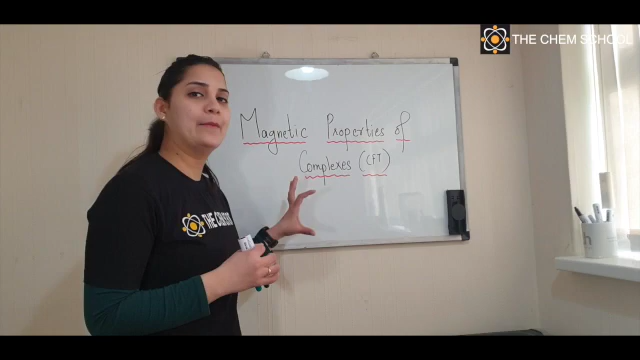 THE CHEM SCHOOL
Magnetic Properties of
Complexes (CFT)